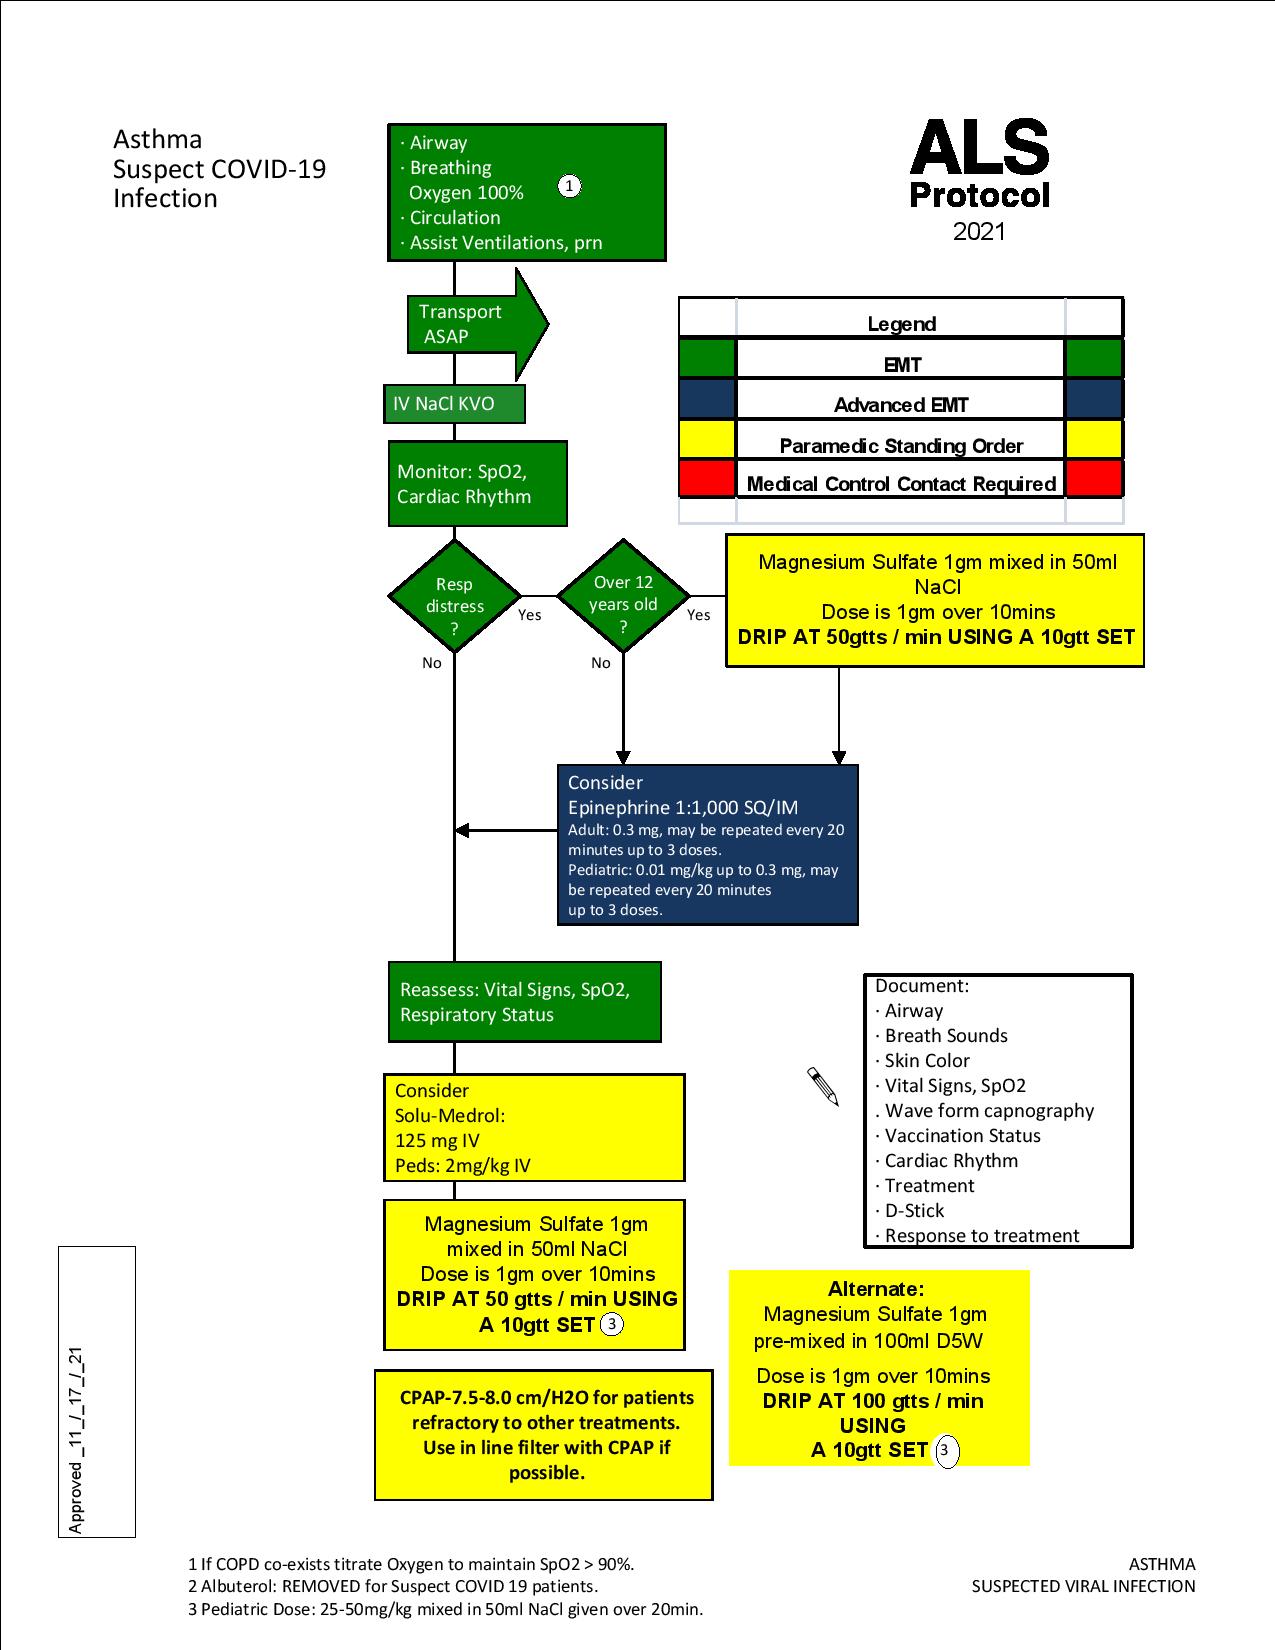 Asthma
Suspect COVID-19
Infection
· Airway
· Breathing
Oxygen 100% 1
· Circulation
· Assist Ventilations, prn
ALS
Protocol
2021
Transport
ASAP
IV NaCl KVO
Monitor: SpO2,
Cardiac Rhythm
Legend
EMT
Advanced EMT
Paramedic Standing Order
Medical Control Contact Required
Resp
distress
?
Yes
No
Over 12
years old
?
Yes
No
Magnesium Sulfate 1gm mixed in 50ml
NaCl
Dose is 1gm over 10mins
DRIP AT 50gtts / min USING A 10gtt SET
Consider
Epinephrine 1:1,000 SQ/IM
Adult: 0.3 mg, may be repeated every 20
minutes up to 3 doses.
Pediatric: 0.01 mg/kg up to 0.3 mg, may
be repeated every 20 minutes
up to 3 doses.
Reassess: Vital Signs, SpO2,
Respiratory Status
Consider
Solu-Medrol:
125 mg IV
Peds: 2mg/kg IV
Magnesium Sulfate 1gm
mixed in 50ml NaCl
Dose is 1gm over 10mins
DRIP AT 50 gtts / min USING
A 10gtt SET 3
CPAP-7.5-8.0 cm/H2O for patients
refractory to other treatments.
Use in line filter with CPAP if
possible.
Document:
· Airway
· Breath Sounds
· Skin Color
· Vital Signs, SpO2
. Wave form capnography
· Vaccination Status
· Cardiac Rhythm
· Treatment
· D-Stick
· Response to treatment
Alternate:
Magnesium Sulfate 1gm
pre-mixed in 100ml D5W
Dose is 1gm over 10mins
DRIP AT 100 gtts / min
USING
A 10gtt SET 3
Approved _11_/_17_/_21
1 If COPD co-exists titrate Oxygen to maintain SpO2 > 90%.
2 Albuterol: REMOVED for Suspect COVID 19 patients.
3 Pediatric Dose: 25-50mg/kg mixed in 50ml NaCl given over 20min.
ASTHMA
SUSPECTED VIRAL INFECTION